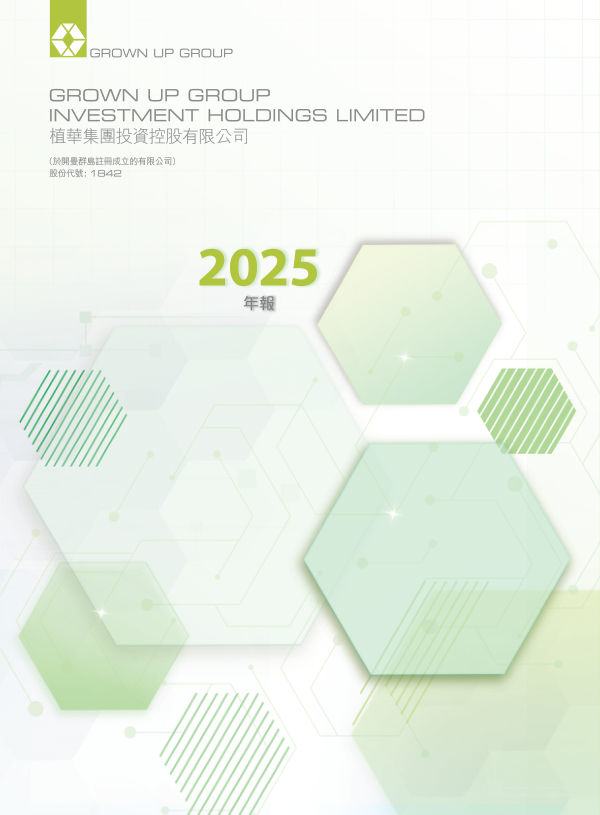 GROWN UP GROUP
GROWN UP GROUP
INVESTMENT HOLDINGS LIMITED
植華集團投資控股有限公司
(於開曼群島註冊成立的有限公司)
股份代號: 1842
2025
年報